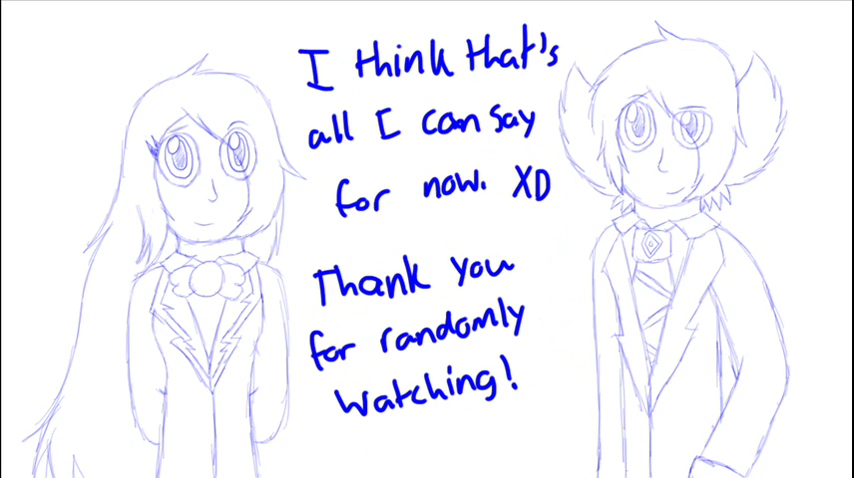 I think that's
all I can say
for now. XD
Thank you
for randomly
watching!